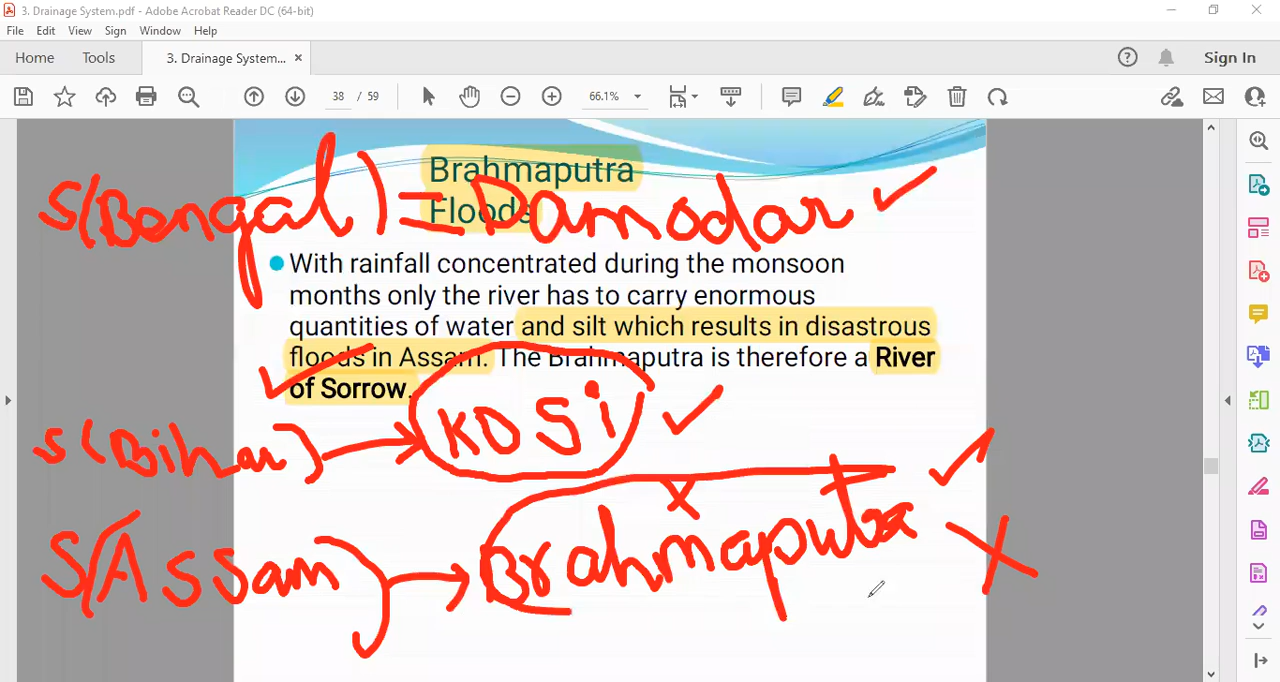 3. Drainage System.pdf - Adobe Acrobat Reader DC (64-bit)
File Edit View Sign Window Help
Home Tools 3. Drainage System... × Sign In
38 / 59 66.1%
Brahmaputra
S(Bengal) = Damodar ✓
Floods
With rainfall concentrated during the monsoon
months only the river has to carry enormous
quantities of water and silt which results in disastrous
floods in Assam. The Brahmaputra is therefore a River
of Sorrow.
S(Bihar) → KOSi ✓
S(Assam) → Brahmaputra ✓ X